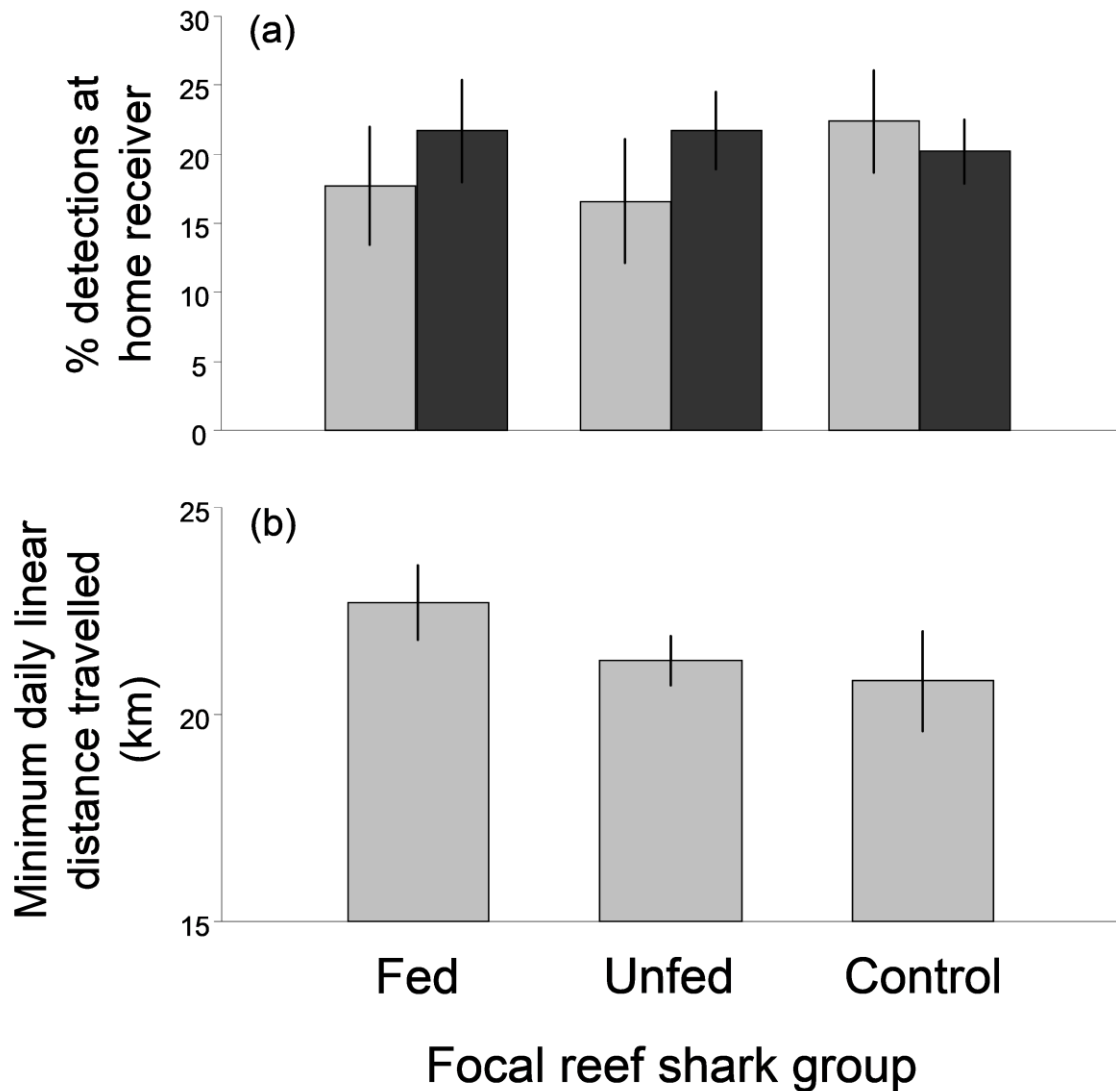 (a)
% detections at
home receiver
30
25
20
15
10
5
0
(b)
Minimum daily linear
distance travelled
(km)
25
20
15
Fed Unfed Control
Focal reef shark group